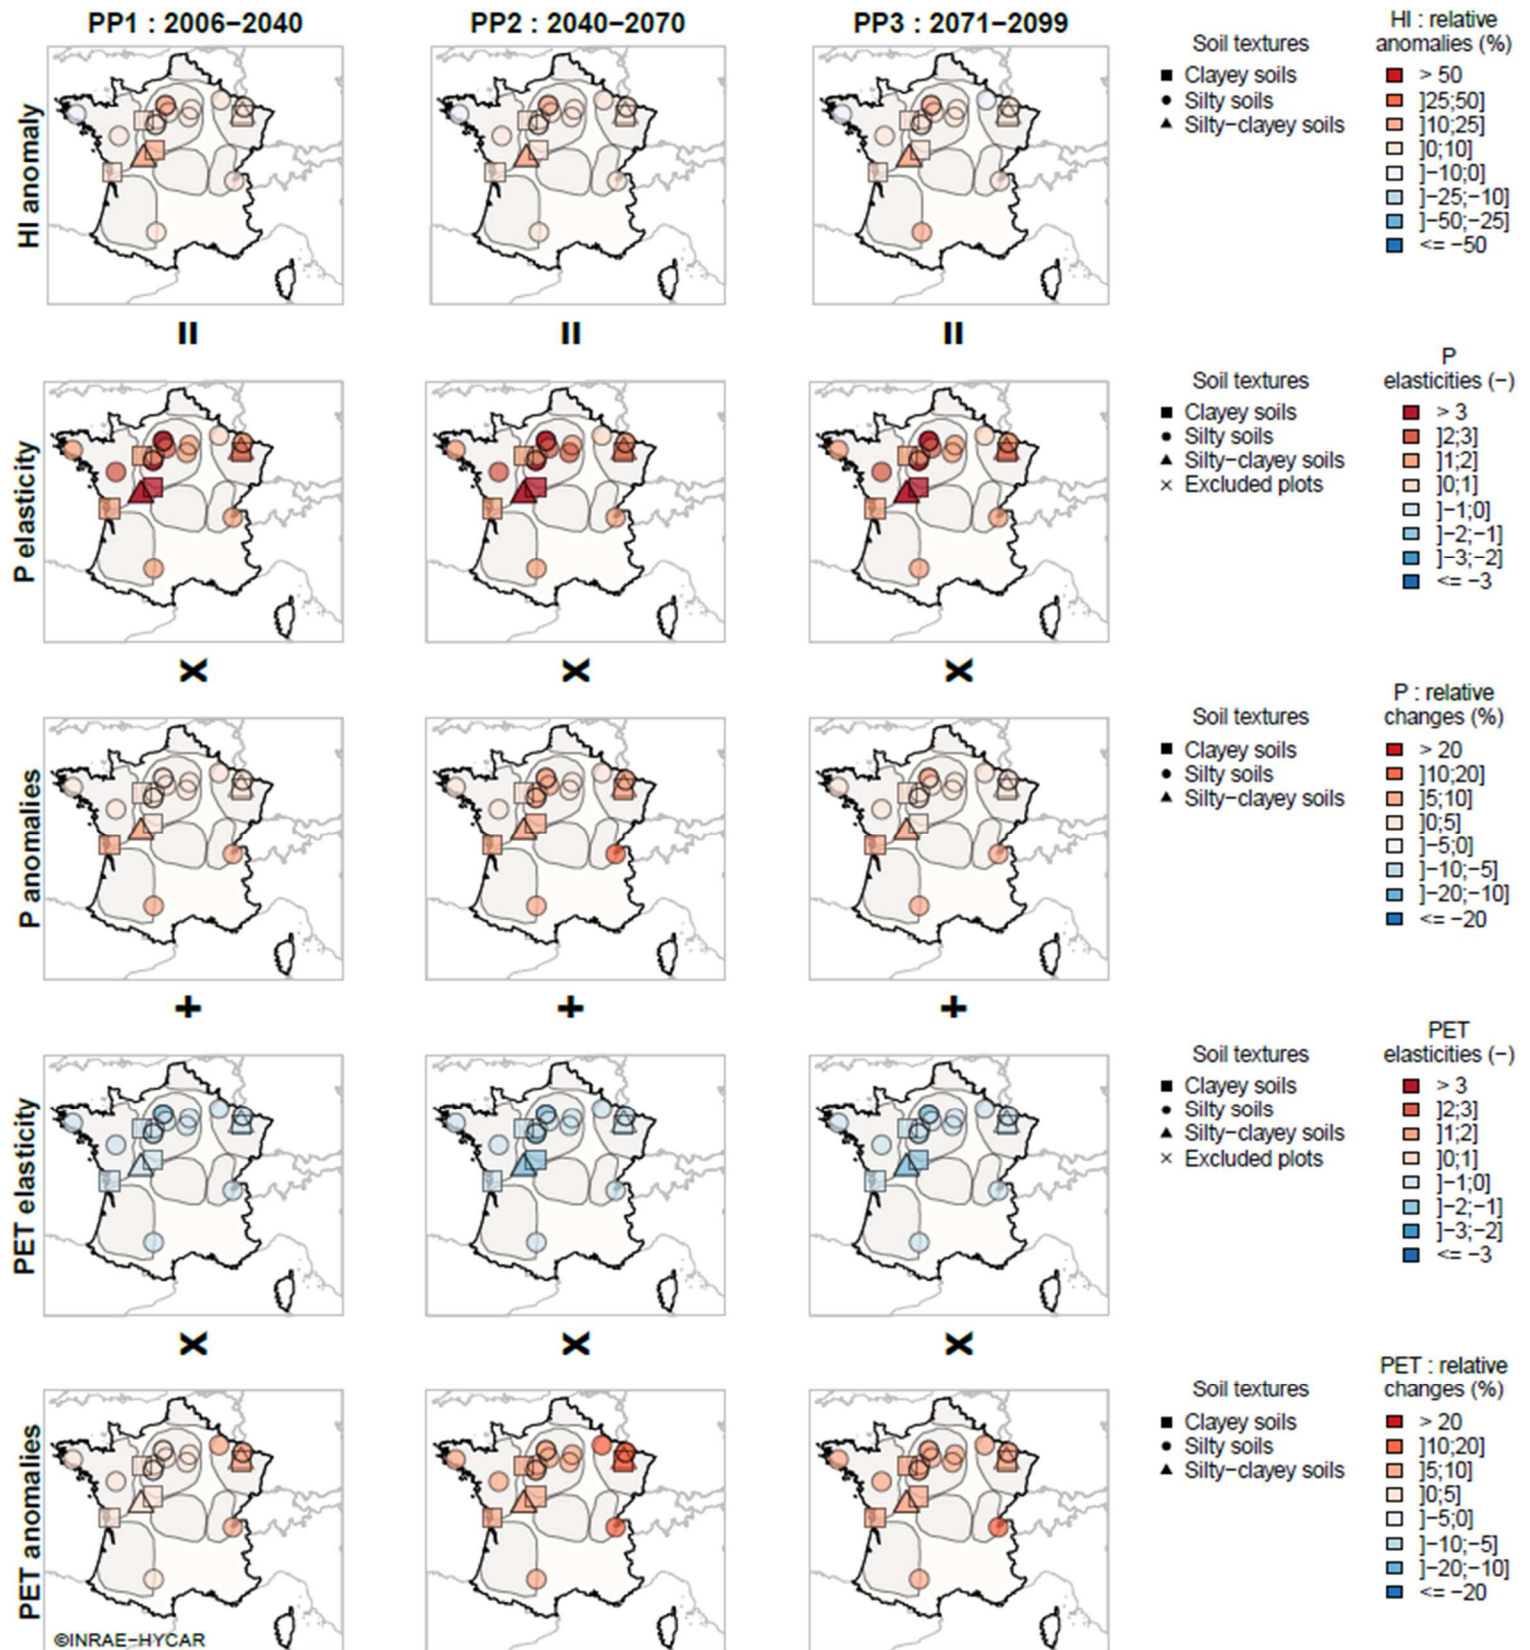 PP1 : 2006−2040
PP2 : 2040−2070
PP3 : 2071−2099
HI anomaly
Soil textures
Clayey soils
Silty soils
Silty−clayey soils
HI : relative
anomalies (%)
> 50
]25;50]
]10;25]
]0;10]
]−10;0]
]−25;−10]
]−50;−25]
<= −50
= = =
P elasticity
Soil textures
Clayey soils
Silty soils
Silty−clayey soils
× Excluded plots
P
elasticities (−)
> 3
]2;3]
]1;2]
]0;1]
]−1;0]
]−2;−1]
]−3;−2]
<= −3
x x x
P anomalies
Soil textures
Clayey soils
Silty soils
Silty−clayey soils
P : relative
changes (%)
> 20
]10;20]
]5;10]
]0;5]
]−5;0]
]−10;−5]
]−20;−10]
<= −20
+ + +
PET elasticity
Soil textures
Clayey soils
Silty soils
Silty−clayey soils
× Excluded plots
PET
elasticities (−)
> 3
]2;3]
]1;2]
]0;1]
]−1;0]
]−2;−1]
]−3;−2]
<= −3
x x x
PET anomalies
Soil textures
Clayey soils
Silty soils
Silty−clayey soils
PET : relative
changes (%)
> 20
]10;20]
]5;10]
]0;5]
]−5;0]
]−10;−5]
]−20;−10]
<= −20
©INRAE−HYCAR